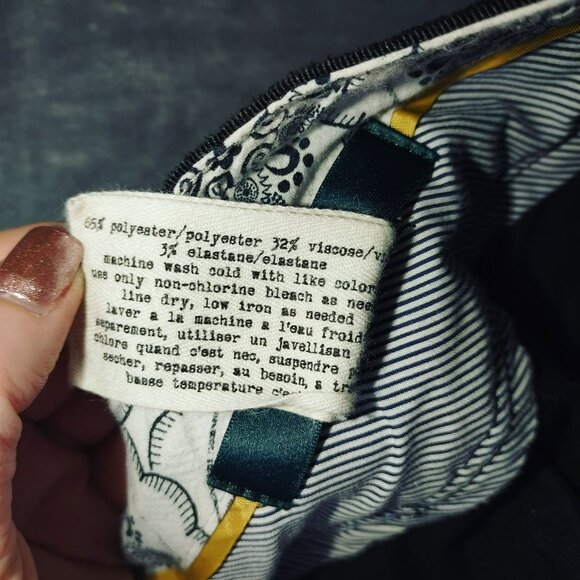 65% polyester/polyester 32% viscose/vi
3% elastane/elastane
machine wash cold with like color
use only non-chlorine bleach as nee
line dry, low iron as needed
laver a la machine a l'eau froid
separement, utiliser un javellisan
chlore quand c'est nec, suspendre p
secher, repasser, au besoin, a tr
basse temperature c'e